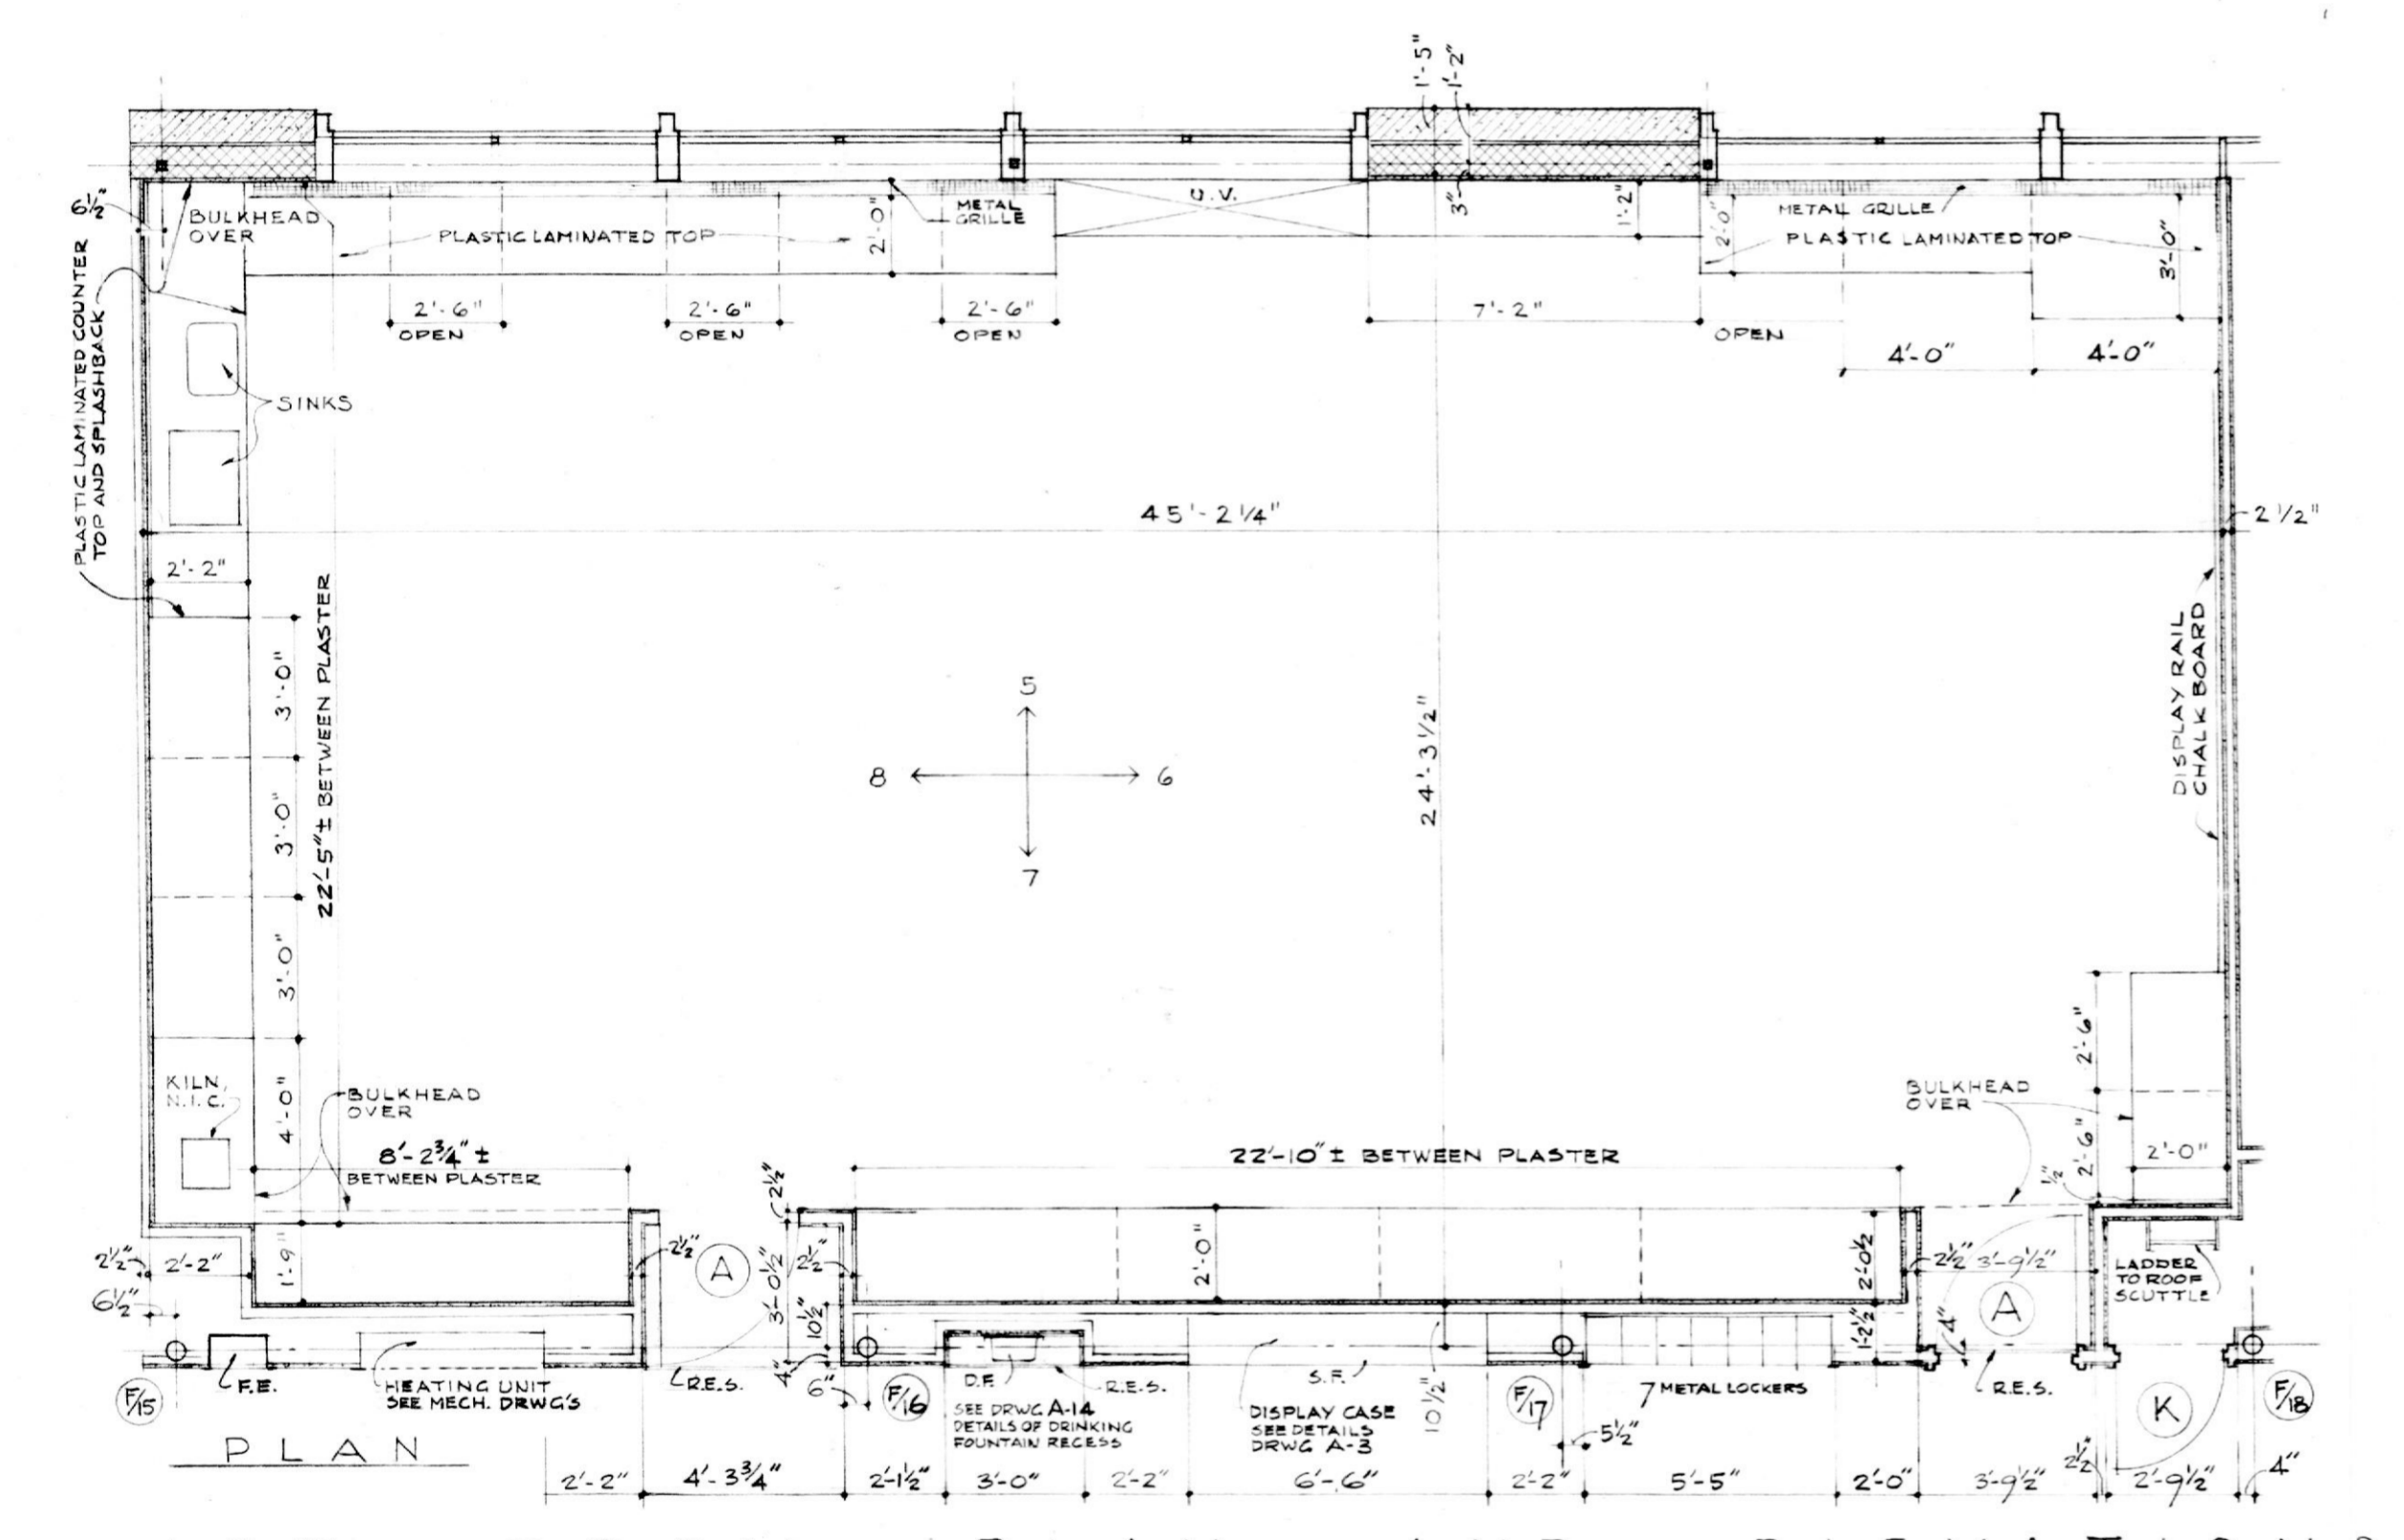 1'-5"
1'-2"
6½"
BULKHEAD
OVER
PLASTIC LAMINATED TOP
2'-0"
METAL
GRILLE
U.V.
3"
1'-2"
2'-0"
METAL GRILLE
PLASTIC LAMINATED TOP
3'-0"
PLASTIC LAMINATED COUNTER
TOP AND SPLASHBACK
2'-6"
OPEN
2'-6"
OPEN
2'-6"
OPEN
7'-2"
OPEN
4'-0"
4'-0"
SINKS
45'-2 1/4"
2 1/2"
2'-2"
22'-5"± BETWEEN PLASTER
3'-0"
3'-0"
3'-0"
4'-0"
5
8
6
7
24'-3 1/2"
DISPLAY RAIL
CHALK BOARD
KILN,
N.I.C.
BULKHEAD
OVER
8'-2¾" ±
BETWEEN PLASTER
22'-10"± BETWEEN PLASTER
BULKHEAD
OVER
2'-6"
2'-6"
½"
2'-0"
2½"
2½"
2'-2"
1'-9"
2½"
A
3'-0½"
2½"
10½"
2'-0"
2'-0½
2½"
3'-9½"
LADDER
TO ROOF
SCUTTLE
6½"
A
4"
1'-2½"
F/15
F.E.
HEATING UNIT
SEE MECH. DRWG'S
R.E.S.
4"
6"
F/16
D.F.
R.E.S.
SEE DRWG A-14
DETAILS OF DRINKING
FOUNTAIN RECESS
S.F.
DISPLAY CASE
SEE DETAILS
DRWG A-3
10½"
F/17
5½"
7 METAL LOCKERS
R.E.S.
K
F/18
PLAN
2'-2"
4'-3¾"
2'-1½"
3'-0"
2'-2"
6'-6"
2'-2"
5'-5"
2'-0"
3'-9½"
2½"
2'-9½"
4"